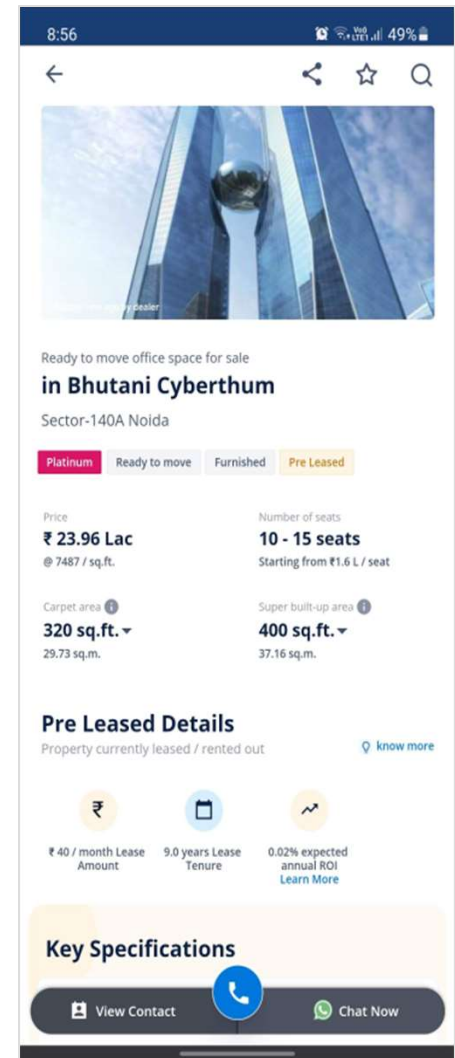 8:56
Vo))
LTE1
49%
dealer
Ready to move office space for sale
in Bhutani Cyberthum
Sector-140A Noida
Platinum Ready to move Furnished Pre Leased
Price Number of seats
₹ 23.96 Lac 10 - 15 seats
@ 7487 / sq.ft. Starting from ₹1.6 L / seat
Carpet area Super built-up area
320 sq.ft. 400 sq.ft.
29.73 sq.m. 37.16 sq.m.
Pre Leased Details
Property currently leased / rented out know more
₹ 40 / month Lease 9.0 years Lease 0.02% expected
Amount Tenure annual ROI
Learn More
Key Specifications
View Contact Chat Now